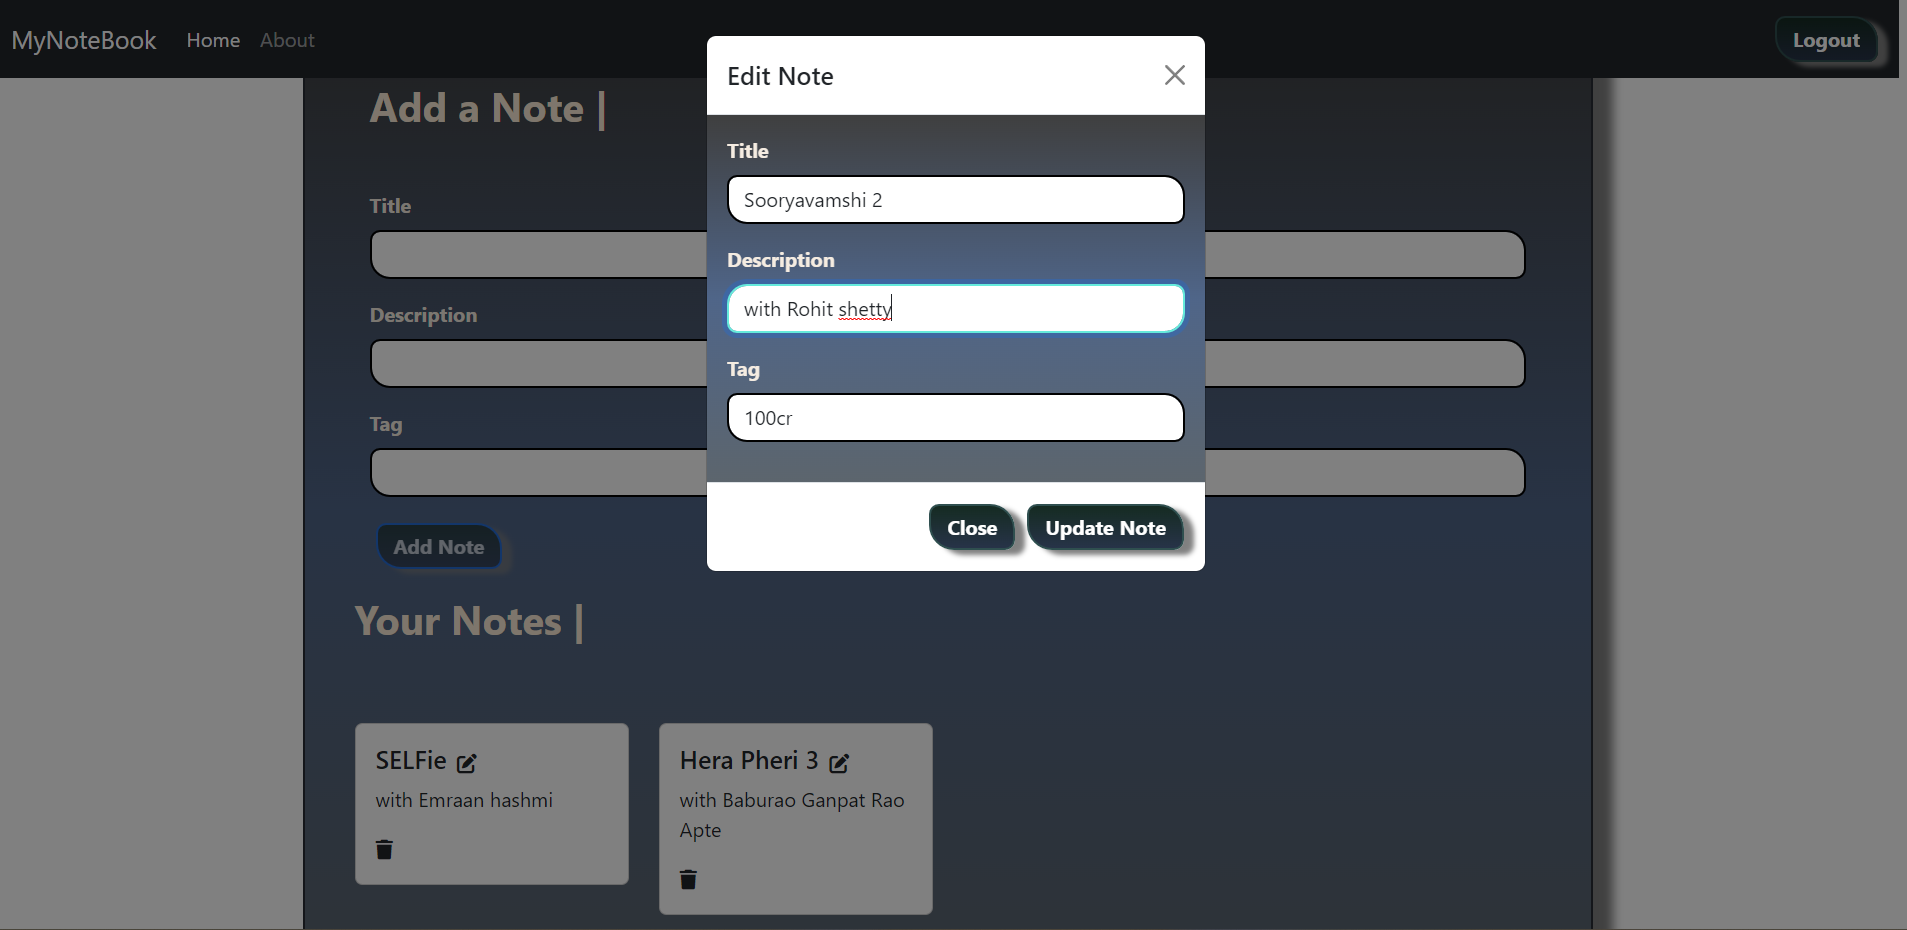 MyNoteBook Home About Logout
Edit Note
Title
Sooryavamshi 2
Description
with Rohit shetty
Tag
100cr
Close Update Note
Add a Note |
Title
Description
Tag
Add Note
Your Notes |
SELFie
with Emraan hashmi
Hera Pheri 3
with Baburao Ganpat Rao
Apte